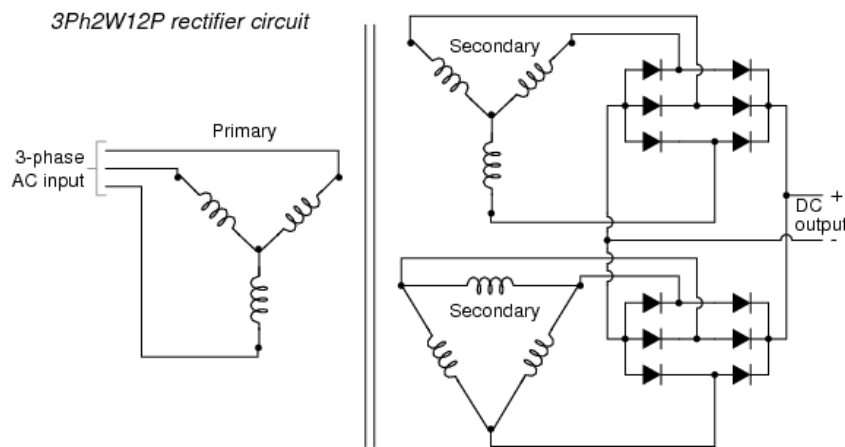 3Ph2W12P rectifier circuit
Secondary
Primary
3-phase
AC input
DC
output
+
-
Secondary